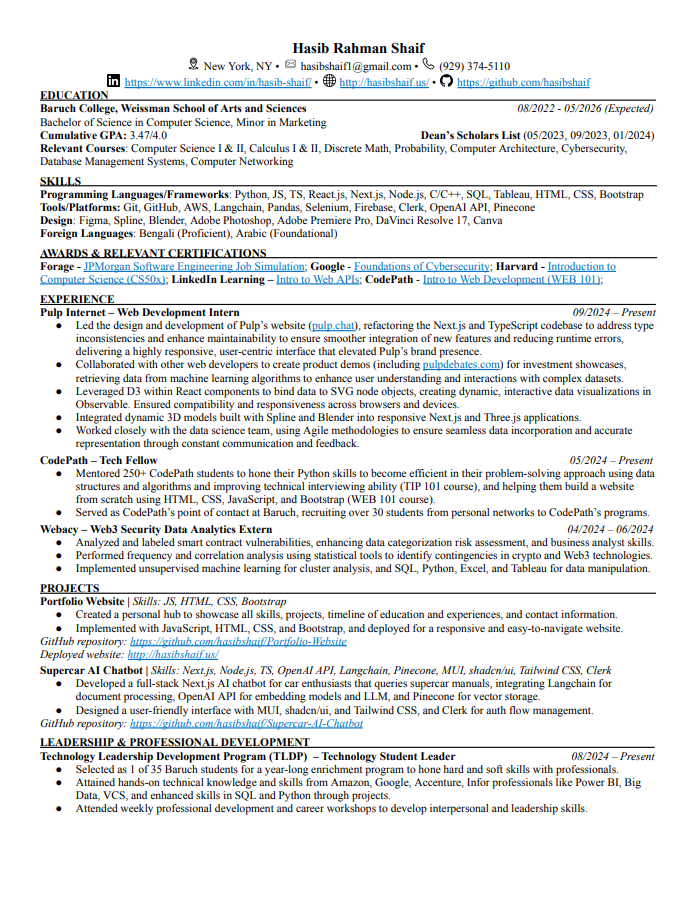 Hasib Rahman Shaif
New York, NY • hasibshaif1@gmail.com • (929) 374-5110
https://www.linkedin.com/in/hasib-shaif/ • http://hasibshaif.us/ • https://github.com/hasibshaif
EDUCATION
Baruch College, Weissman School of Arts and Sciences 08/2022 - 05/2026 (Expected)
Bachelor of Science in Computer Science, Minor in Marketing
Cumulative GPA: 3.47/4.0 Dean's Scholars List (05/2023, 09/2023, 01/2024)
Relevant Courses: Computer Science I & II, Calculus I & II, Discrete Math, Probability, Computer Architecture, Cybersecurity,
Database Management Systems, Computer Networking
SKILLS
Programming Languages/Frameworks: Python, JS, TS, React.js, Next.js, Node.js, C/C++, SQL, Tableau, HTML, CSS, Bootstrap
Tools/Platforms: Git, GitHub, AWS, Langchain, Pandas, Selenium, Firebase, Clerk, OpenAI API, Pinecone
Design: Figma, Spline, Blender, Adobe Photoshop, Adobe Premiere Pro, DaVinci Resolve 17, Canva
Foreign Languages: Bengali (Proficient), Arabic (Foundational)
AWARDS & RELEVANT CERTIFICATIONS
Forage - JPMorgan Software Engineering Job Simulation; Google - Foundations of Cybersecurity; Harvard - Introduction to
Computer Science (CS50x); LinkedIn Learning – Intro to Web APIs; CodePath - Intro to Web Development (WEB 101);
EXPERIENCE
Pulp Internet – Web Development Intern 09/2024 – Present
● Led the design and development of Pulp's website (pulp.chat), refactoring the Next.js and TypeScript codebase to address type
inconsistencies and enhance maintainability to ensure smoother integration of new features and reducing runtime errors,
delivering a highly responsive, user-centric interface that elevated Pulp's brand presence.
● Collaborated with other web developers to create product demos (including pulpdebates.com) for investment showcases,
retrieving data from machine learning algorithms to enhance user understanding and interactions with complex datasets.
● Leveraged D3 within React components to bind data to SVG node objects, creating dynamic, interactive data visualizations in
Observable. Ensured compatibility and responsiveness across browsers and devices.
● Integrated dynamic 3D models built with Spline and Blender into responsive Next.js and Three.js applications.
● Worked closely with the data science team, using Agile methodologies to ensure seamless data incorporation and accurate
representation through constant communication and feedback.
CodePath – Tech Fellow 05/2024 – Present
● Mentored 250+ CodePath students to hone their Python skills to become efficient in their problem-solving approach using data
structures and algorithms and improving technical interviewing ability (TIP 101 course), and helping them build a website
from scratch using HTML, CSS, JavaScript, and Bootstrap (WEB 101 course).
● Served as CodePath's point of contact at Baruch, recruiting over 30 students from personal networks to CodePath's programs.
Webacy – Web3 Security Data Analytics Extern 04/2024 – 06/2024
● Analyzed and labeled smart contract vulnerabilities, enhancing data categorization risk assessment, and business analyst skills.
● Performed frequency and correlation analysis using statistical tools to identify contingencies in crypto and Web3 technologies.
● Implemented unsupervised machine learning for cluster analysis, and SQL, Python, Excel, and Tableau for data manipulation.
PROJECTS
Portfolio Website | Skills: JS, HTML, CSS, Bootstrap
● Created a personal hub to showcase all skills, projects, timeline of education and experiences, and contact information.
● Implemented with JavaScript, HTML, CSS, and Bootstrap, and deployed for a responsive and easy-to-navigate website.
GitHub repository: https://github.com/hasibshaif/Portfolio-Website
Deployed website: http://hasibshaif.us/
Supercar AI Chatbot | Skills: Next.js, Node.js, TS, OpenAI API, Langchain, Pinecone, MUI, shadcn/ui, Tailwind CSS, Clerk
● Developed a full-stack Next.js AI chatbot for car enthusiasts that queries supercar manuals, integrating Langchain for
document processing, OpenAI API for embedding models and LLM, and Pinecone for vector storage.
● Designed a user-friendly interface with MUI, shadcn/ui, and Tailwind CSS, and Clerk for auth flow management.
GitHub repository: https://github.com/hasibshaif/Supercar-AI-Chatbot
LEADERSHIP & PROFESSIONAL DEVELOPMENT
Technology Leadership Development Program (TLDP) – Technology Student Leader 08/2024 – Present
● Selected as 1 of 35 Baruch students for a year-long enrichment program to hone hard and soft skills with professionals.
● Attained hands-on technical knowledge and skills from Amazon, Google, Accenture, Infor professionals like Power BI, Big
Data, VCS, and enhanced skills in SQL and Python through projects.
● Attended weekly professional development and career workshops to develop interpersonal and leadership skills.